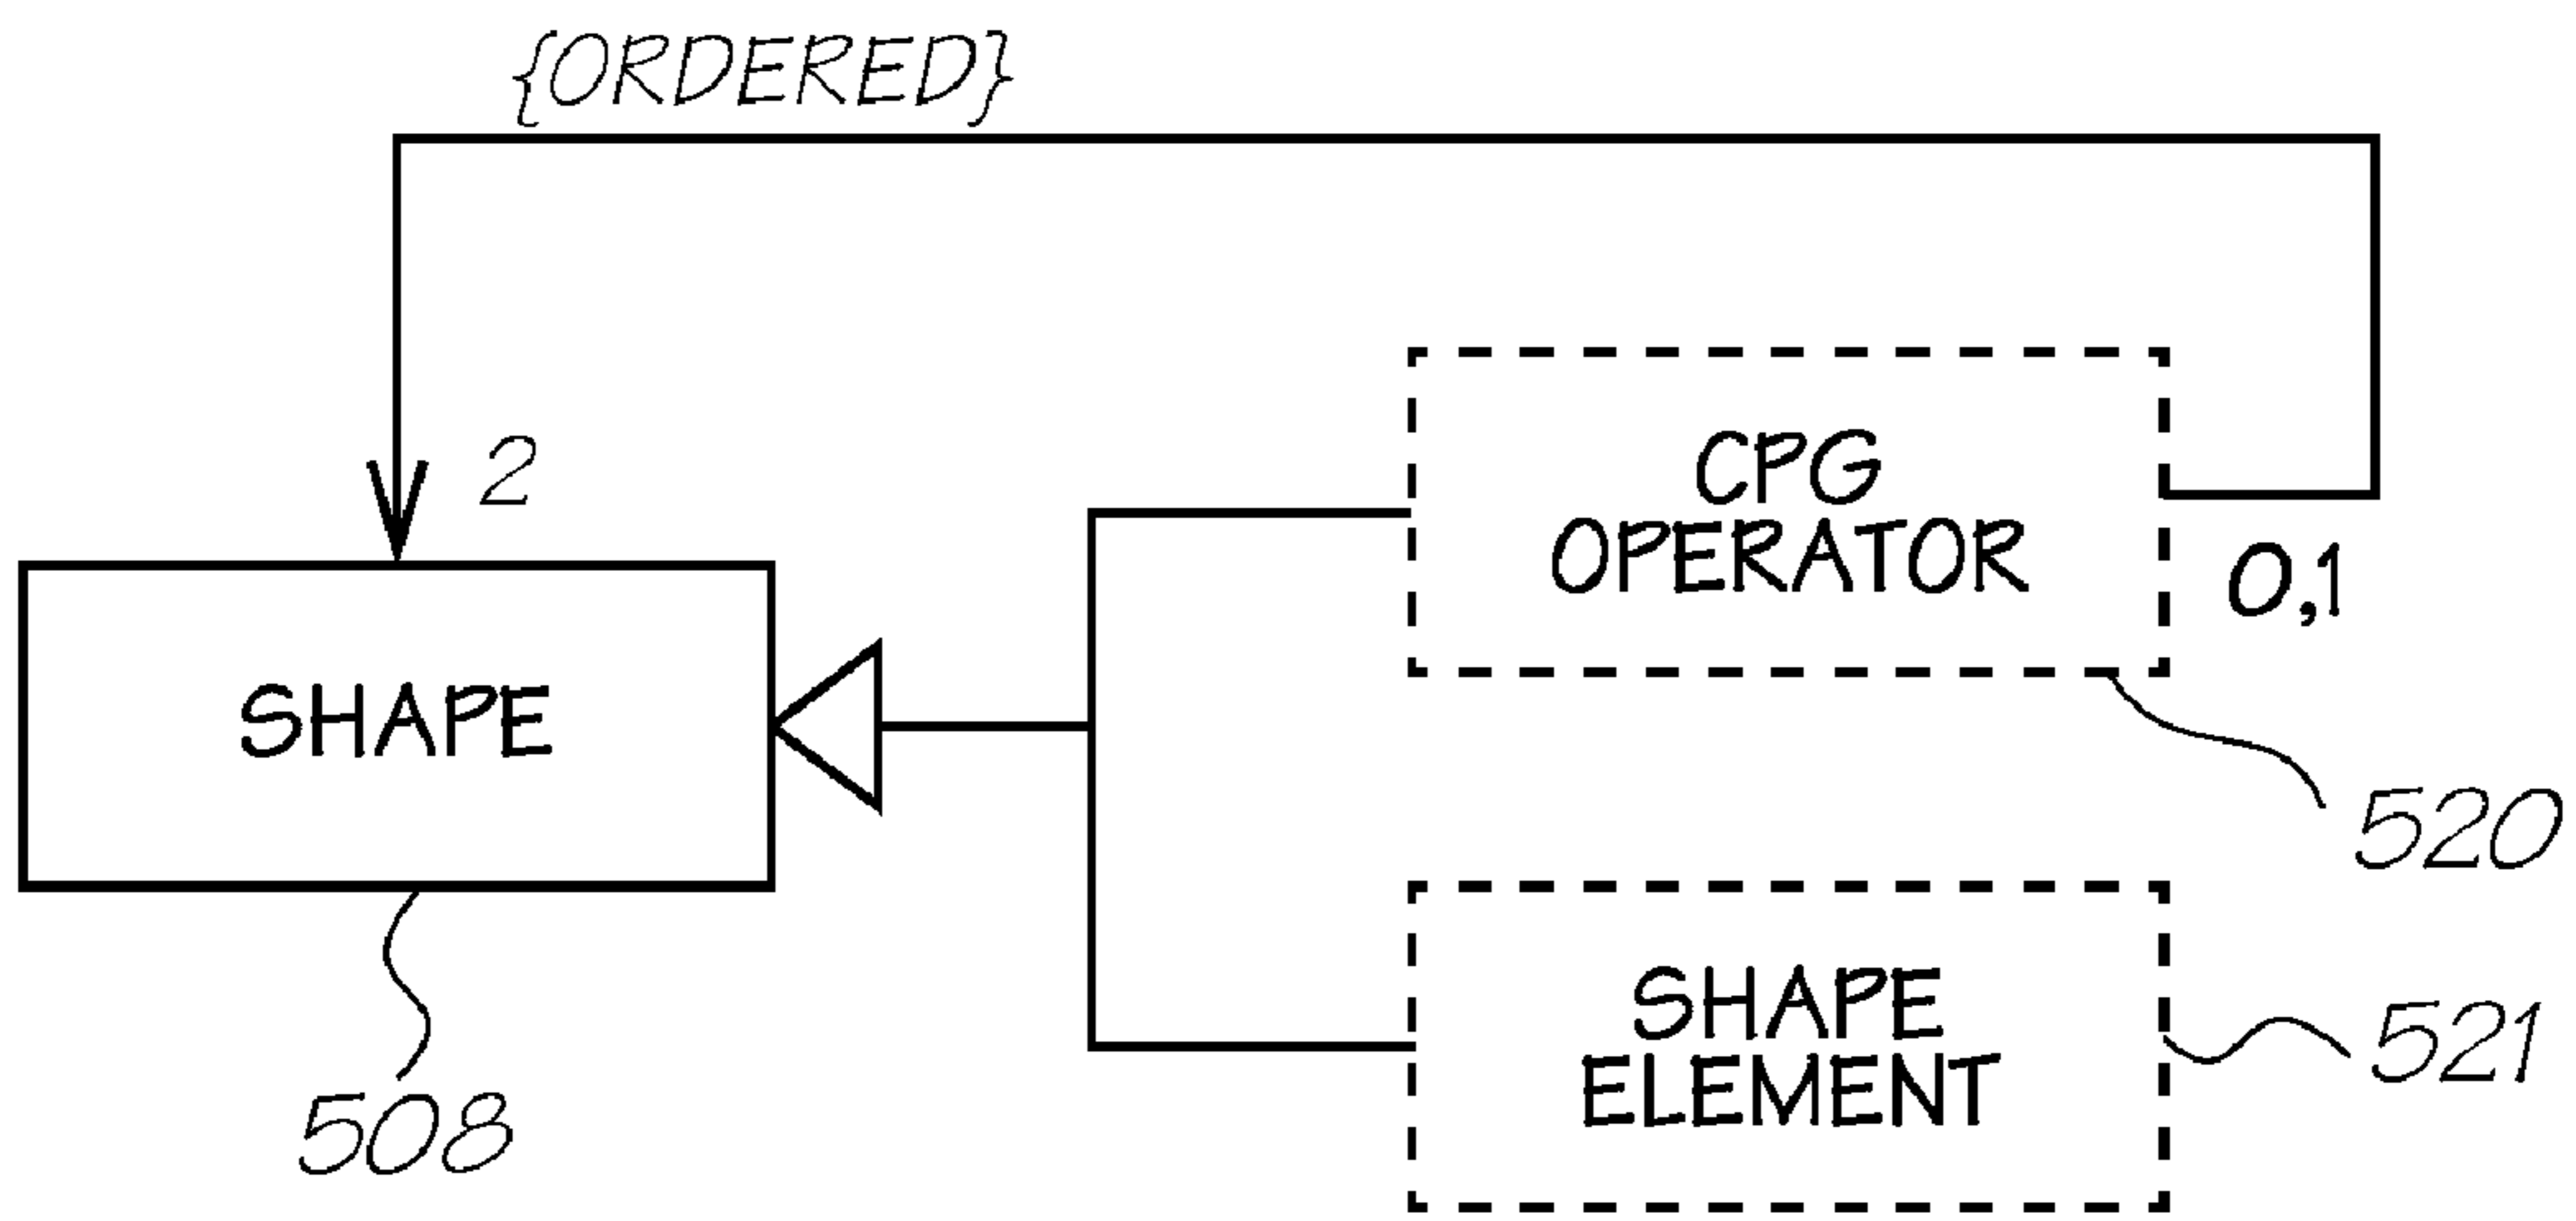 {ORDERED}
2
CPG
OPERATOR
0,1
SHAPE
520
SHAPE
ELEMENT
521
508